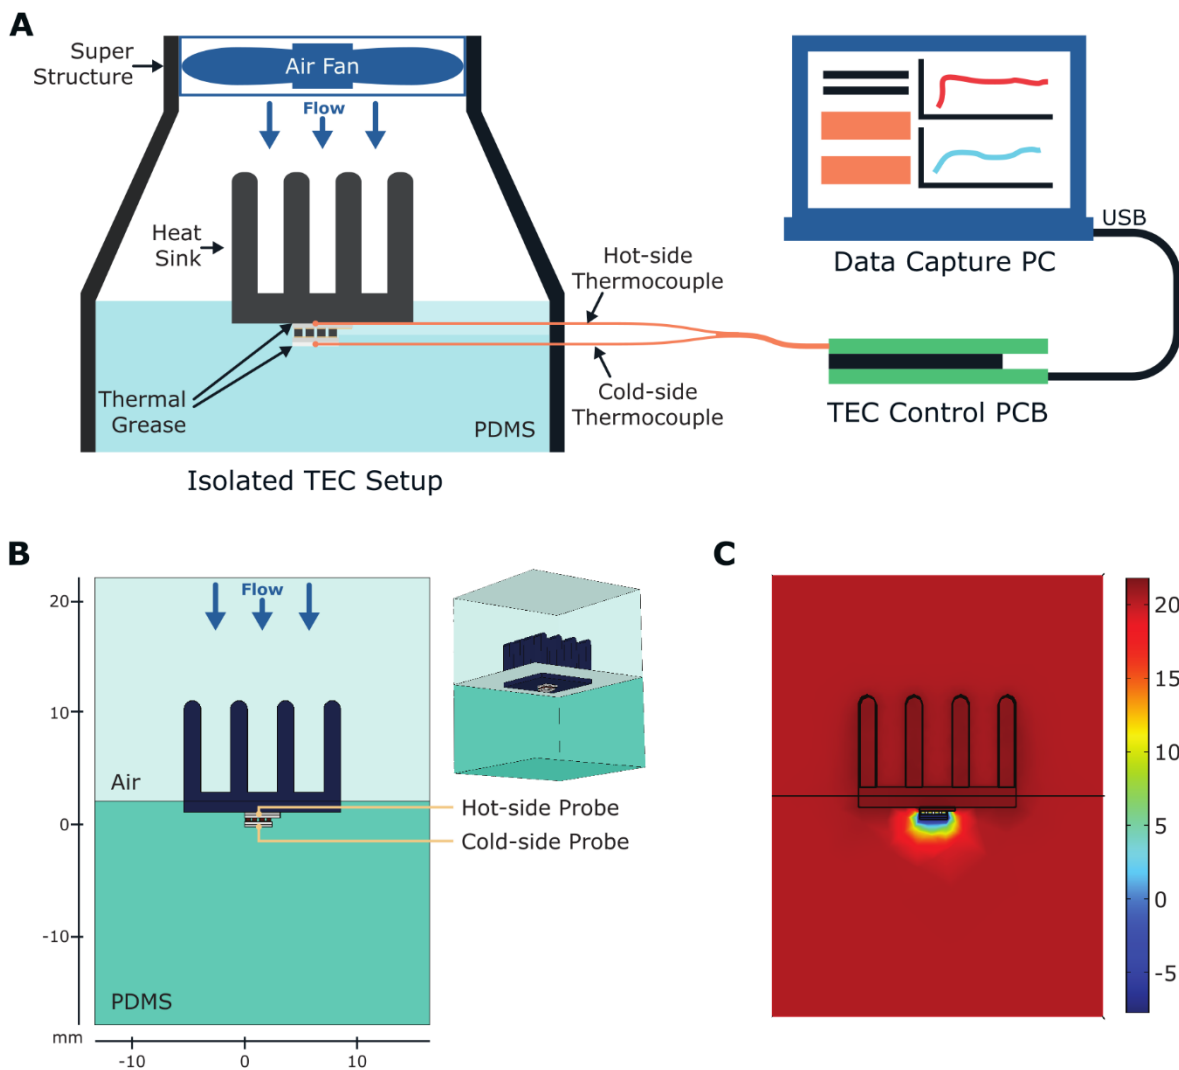 A
Super
Structure
Air Fan
Flow
Heat
Sink
Thermal
Grease
PDMS
Isolated TEC Setup
Hot-side
Thermocouple
Cold-side
Thermocouple
USB
Data Capture PC
TEC Control PCB
B
20
10
0
-10
mm
-10
0
10
Flow
Air
PDMS
Hot-side Probe
Cold-side Probe
C
20
15
10
5
0
-5